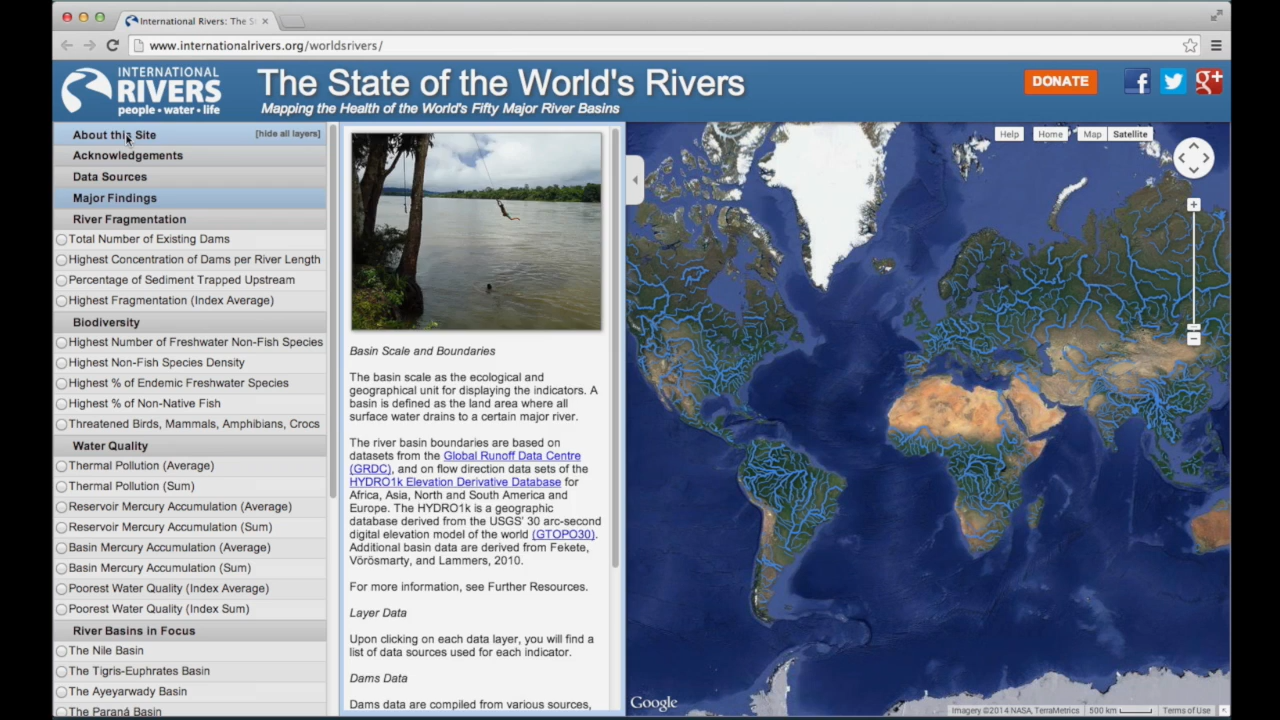 International Rivers: The S
www.internationalrivers.org/worldsrivers/
INTERNATIONAL
RIVERS
people • water • life
The State of the World's Rivers
Mapping the Health of the World's Fifty Major River Basins
DONATE
About this Site
[hide all layers]
Acknowledgements
Data Sources
Major Findings
River Fragmentation
Total Number of Existing Dams
Highest Concentration of Dams per River Length
Percentage of Sediment Trapped Upstream
Highest Fragmentation (Index Average)
Biodiversity
Highest Number of Freshwater Non-Fish Species
Highest Non-Fish Species Density
Highest % of Endemic Freshwater Species
Highest % of Non-Native Fish
Threatened Birds, Mammals, Amphibians, Crocs
Water Quality
Thermal Pollution (Average)
Thermal Pollution (Sum)
Reservoir Mercury Accumulation (Average)
Reservoir Mercury Accumulation (Sum)
Basin Mercury Accumulation (Average)
Basin Mercury Accumulation (Sum)
Poorest Water Quality (Index Average)
Poorest Water Quality (Index Sum)
River Basins in Focus
The Nile Basin
The Tigris-Euphrates Basin
The Ayeyarwady Basin
The Paraná Basin
Basin Scale and Boundaries
The basin scale as the ecological and
geographical unit for displaying the indicators. A
basin is defined as the land area where all
surface water drains to a certain major river.
The river basin boundaries are based on
datasets from the Global Runoff Data Centre
(GRDC), and on flow direction data sets of the
HYDRO1k Elevation Derivative Database for
Africa, Asia, North and South America and
Europe. The HYDRO1k is a geographic
database derived from the USGS' 30 arc-second
digital elevation model of the world (GTOPO30).
Additional basin data are derived from Fekete,
Vörösmarty, and Lammers, 2010.
For more information, see Further Resources.
Layer Data
Upon clicking on each data layer, you will find a
list of data sources used for each indicator.
Dams Data
Dams data are compiled from various sources,
Help
Home
Map
Satellite
Google
Imagery ©2014 NASA, TerraMetrics
500 km
Terms of Use